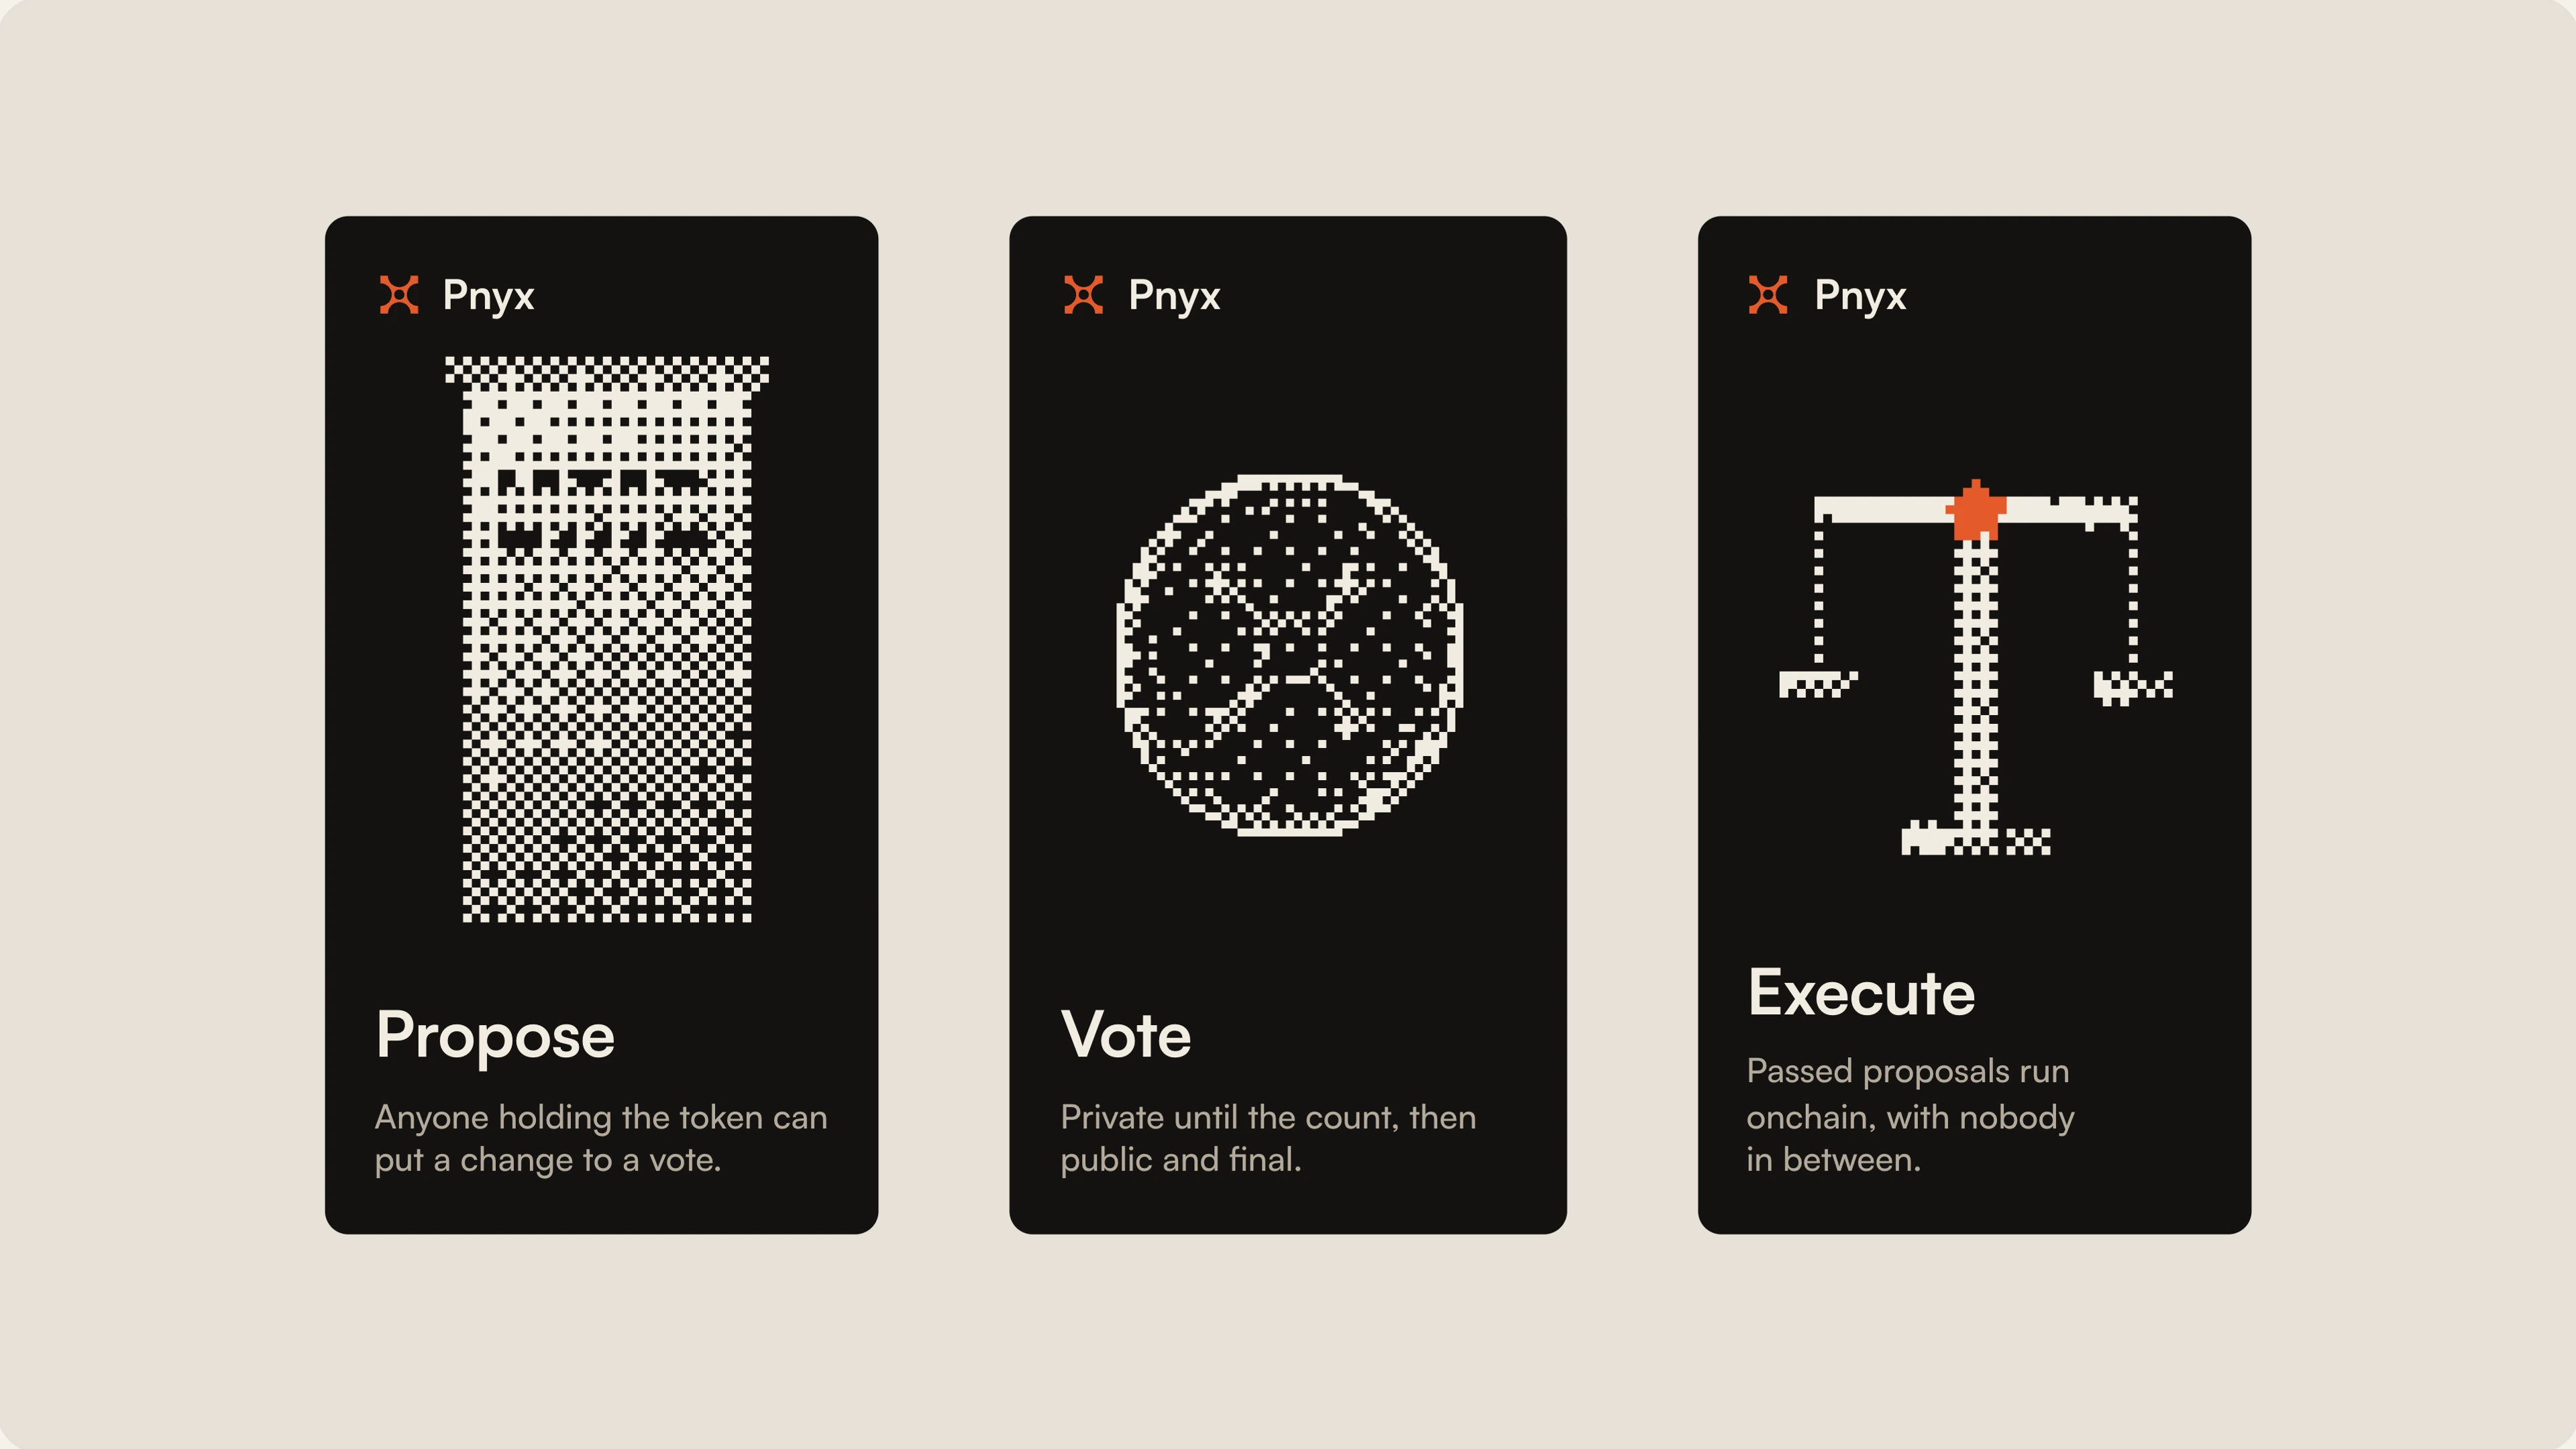 Pnyx
Propose
Anyone holding the token can
put a change to a vote.
Pnyx
Vote
Private until the count, then
public and final.
Pnyx
Execute
Passed proposals run
onchain, with nobody
in between.